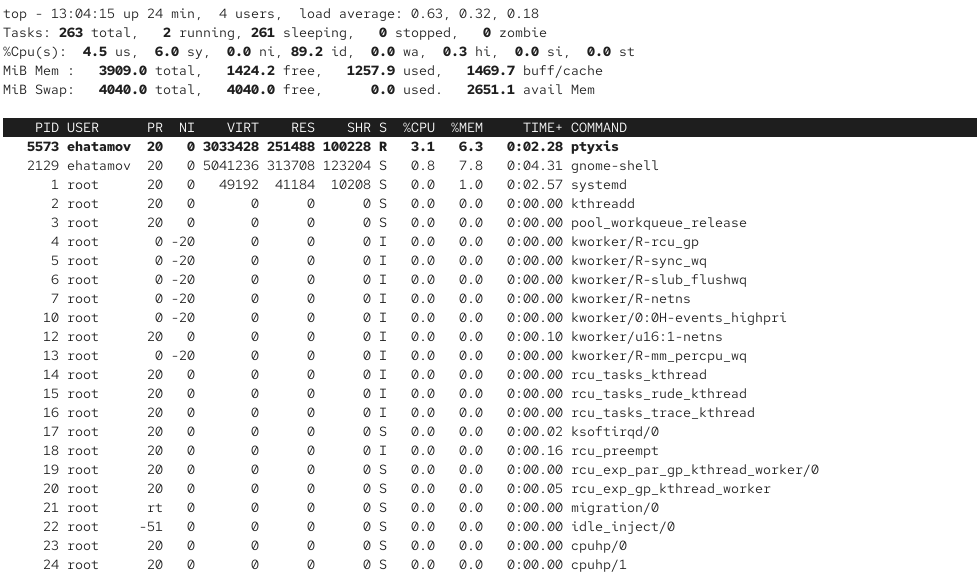 top - 13:04:15 up 24 min,  4 users,  load average: 0.63, 0.32, 0.18
Tasks: 263 total,   2 running, 261 sleeping,   0 stopped,   0 zombie
%Cpu(s):  4.5 us,  6.0 sy,  0.0 ni, 89.2 id,  0.0 wa,  0.3 hi,  0.0 si,  0.0 st
MiB Mem :   3909.0 total,   1424.2 free,   1257.9 used,   1469.7 buff/cache
MiB Swap:   4040.0 total,   4040.0 free,      0.0 used.   2651.1 avail Mem
PID USER      PR  NI    VIRT    RES    SHR S  %CPU  %MEM     TIME+ COMMAND
5573 ehatamov  20   0 3033428 251488 100228 R   3.1   6.3   0:02.28 ptyxis
2129 ehatamov  20   0 5041236 313708 123204 S   0.8   7.8   0:04.31 gnome-shell
1 root      20   0   49192  41184  10208 S   0.0   1.0   0:02.57 systemd
2 root      20   0       0      0      0 S   0.0   0.0   0:00.00 kthreadd
3 root      20   0       0      0      0 S   0.0   0.0   0:00.00 pool_workqueue_release
4 root       0 -20       0      0      0 I   0.0   0.0   0:00.00 kworker/R-rcu_gp
5 root       0 -20       0      0      0 I   0.0   0.0   0:00.00 kworker/R-sync_wq
6 root       0 -20       0      0      0 I   0.0   0.0   0:00.00 kworker/R-slub_flushwq
7 root       0 -20       0      0      0 I   0.0   0.0   0:00.00 kworker/R-netns
10 root       0 -20       0      0      0 I   0.0   0.0   0:00.00 kworker/0:0H-events_highpri
12 root      20   0       0      0      0 I   0.0   0.0   0:00.10 kworker/u16:1-netns
13 root       0 -20       0      0      0 I   0.0   0.0   0:00.00 kworker/R-mm_percpu_wq
14 root      20   0       0      0      0 I   0.0   0.0   0:00.00 rcu_tasks_kthread
15 root      20   0       0      0      0 I   0.0   0.0   0:00.00 rcu_tasks_rude_kthread
16 root      20   0       0      0      0 I   0.0   0.0   0:00.00 rcu_tasks_trace_kthread
17 root      20   0       0      0      0 S   0.0   0.0   0:00.02 ksoftirqd/0
18 root      20   0       0      0      0 I   0.0   0.0   0:00.16 rcu_preempt
19 root      20   0       0      0      0 S   0.0   0.0   0:00.00 rcu_exp_par_gp_kthread_worker/0
20 root      20   0       0      0      0 S   0.0   0.0   0:00.05 rcu_exp_gp_kthread_worker
21 root      rt   0       0      0      0 S   0.0   0.0   0:00.00 migration/0
22 root     -51   0       0      0      0 S   0.0   0.0   0:00.00 idle_inject/0
23 root      20   0       0      0      0 S   0.0   0.0   0:00.00 cpuhp/0
24 root      20   0       0      0      0 S   0.0   0.0   0:00.00 cpuhp/1